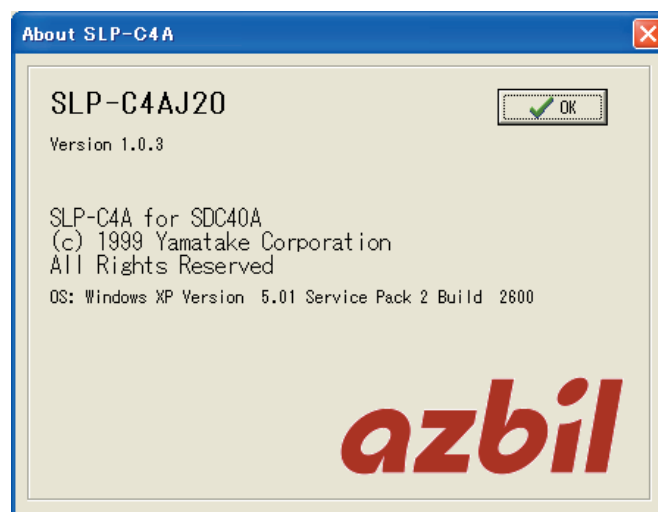 About SLP-C4A
SLP-C4AJ20
OK
Version 1.0.3
SLP-C4A for SDC40A
(c) 1999 Yamatake Corporation
All Rights Reserved
OS: Windows XP Version 5.01 Service Pack 2 Build 2600
azbil